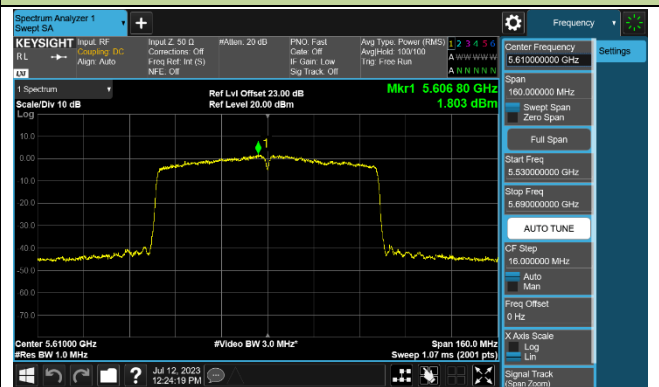 Spectrum Analyzer 1
Swept SA
Frequency
KEYSIGHT
RL
LXI
Input: RF
Coupling: DC
Align: Auto
Input Z: 50 Ω
Corrections: Off
Freq Ref: Int (S)
NFE: Off
#Atten: 20 dB
PNO: Fast
Gate: Off
IF Gain: Low
Sig Track: Off
Avg Type: Power (RMS)
Avg|Hold: 100/100
Trig: Free Run
1 2 3 4 5 6
A W W W W W
A N N N N N
1 Spectrum
Scale/Div 10 dB
Log
Ref Lvl Offset 23.00 dB
Ref Level 20.00 dBm
Mkr1 5.606 80 GHz
1.803 dBm
1
10.0
0.00
-10.0
-20.0
-30.0
-40.0
-50.0
-60.0
-70.0
Center 5.61000 GHz
#Res BW 1.0 MHz
#Video BW 3.0 MHz*
Span 160.0 MHz
Sweep 1.07 ms (2001 pts)
Jul 12, 2023
12:24:19 PM
Center Frequency
5.610000000 GHz
Settings
Span
160.000000 MHz
Swept Span
Zero Span
Full Span
Start Freq
5.530000000 GHz
Stop Freq
5.690000000 GHz
AUTO TUNE
CF Step
16.000000 MHz
Auto
Man
Freq Offset
0 Hz
X Axis Scale
Log
Lin
Signal Track
(Span Zoom)